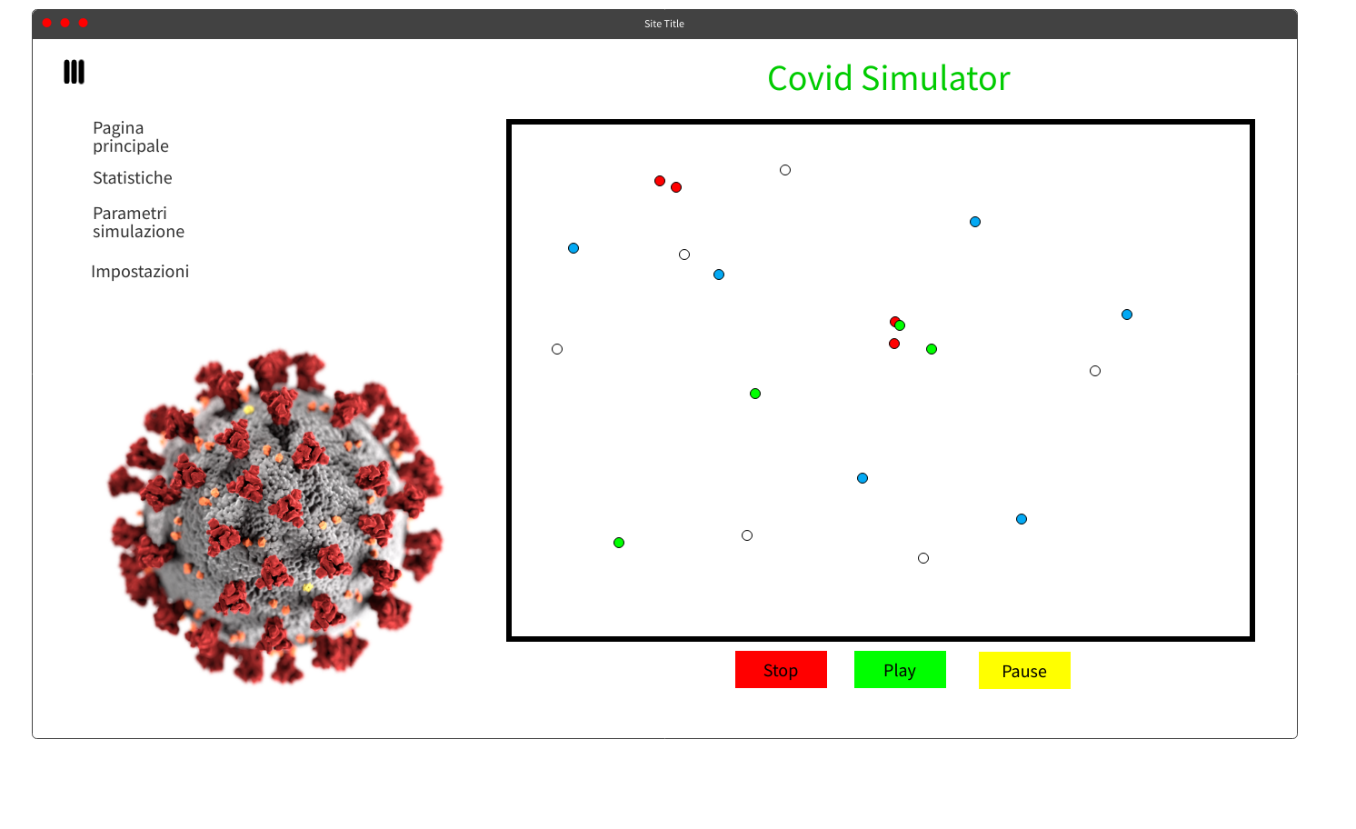 Site Title
Covid Simulator
Pagina
principale
Statistiche
Parametri
simulazione
Impostazioni
Stop
Play
Pause